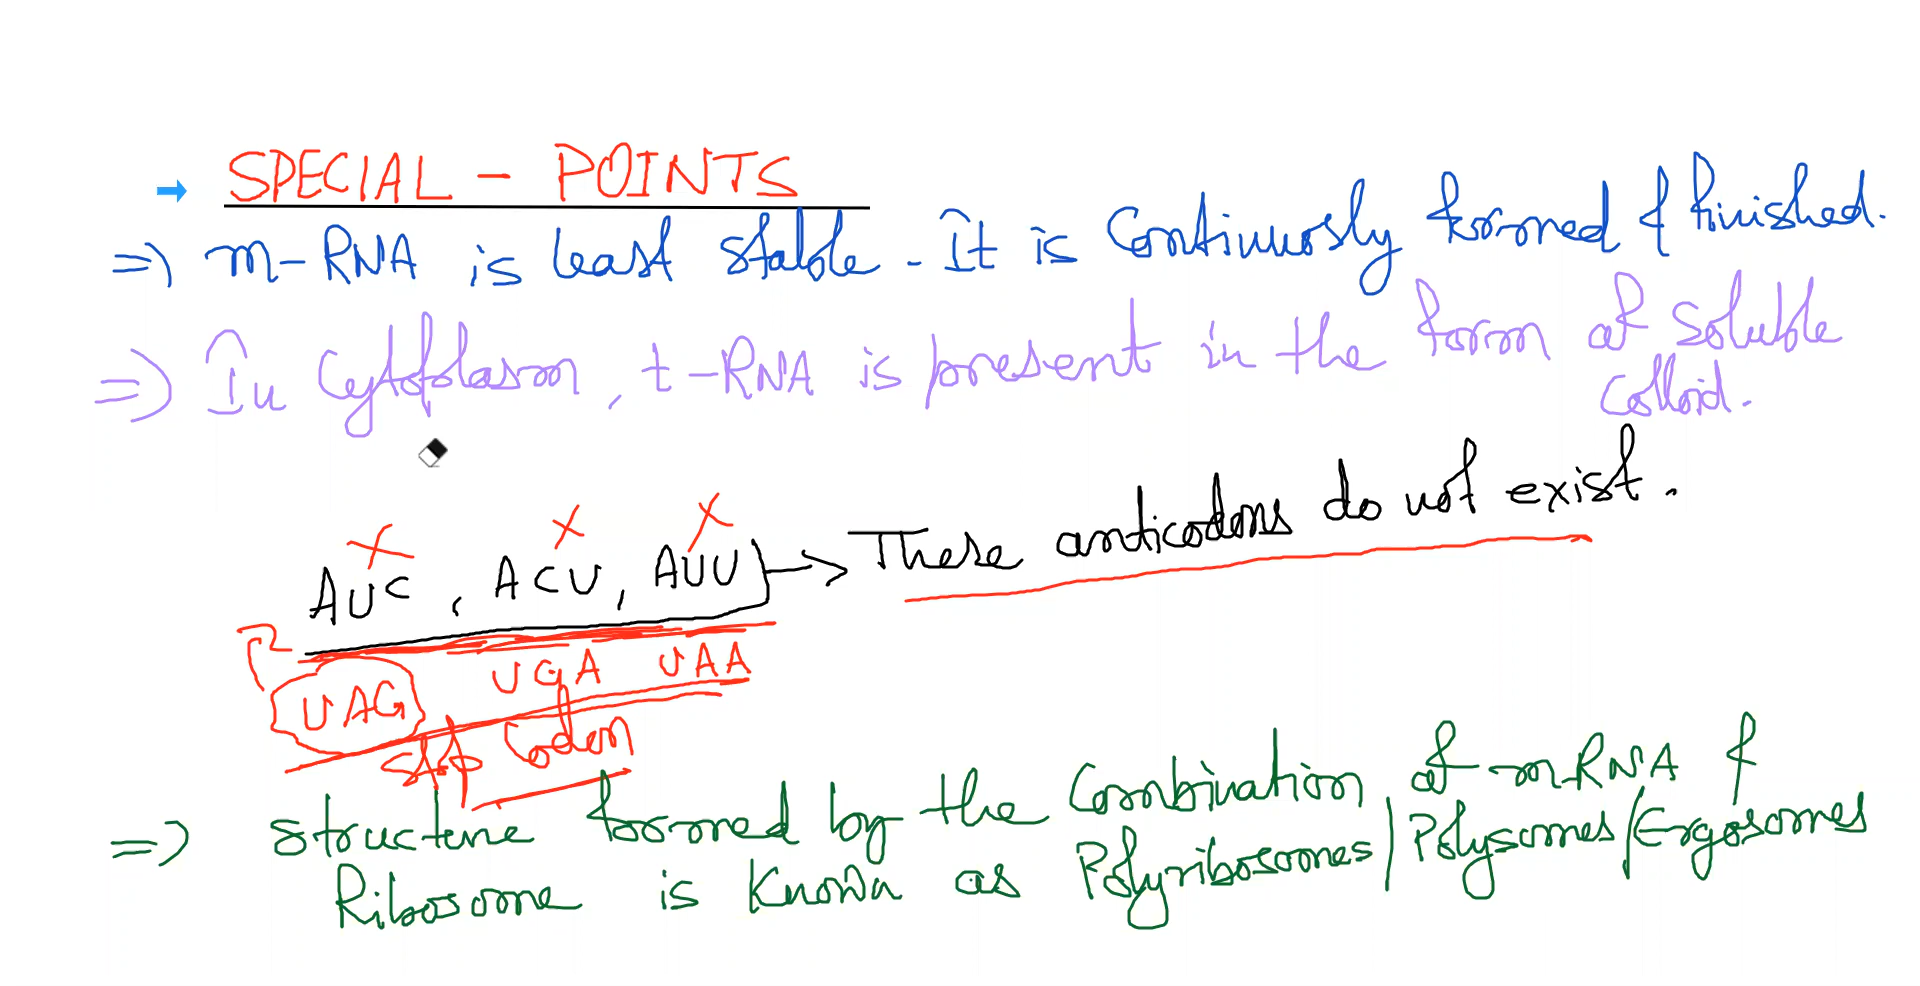 SPECIAL - POINTS
=> m-RNA is least stable. It is Continuously formed & finished.
=> In Cytoplasm, t-RNA is present in the form of soluble
Colloid.
AUC, ACU, AUU } -> These anticodons do not exist.
UAG UGA UAA
stop Codon
=> structure formed by the Combination of m-RNA &
Ribosome is Known as Polyribosomes/Polysomes/Ergosomes